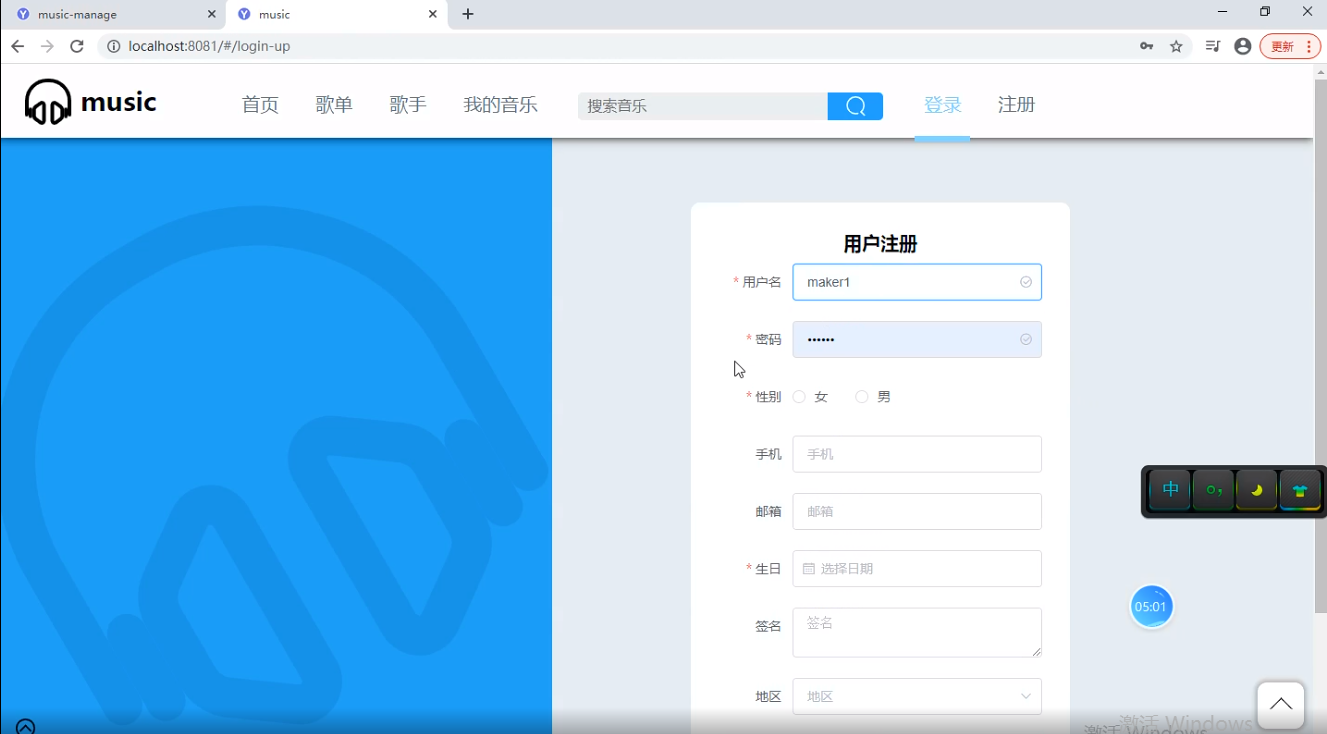 music-manage
music
localhost:8081/#/login-up
更新
music
首页
歌单
歌手
我的音乐
搜索音乐
登录
注册
用户注册
* 用户名
maker1
* 密码
••••••
* 性别
女
男
手机
手机
邮箱
邮箱
* 生日
选择日期
签名
签名
地区
地区
中
05:01
激活 Windows
激活 Windows